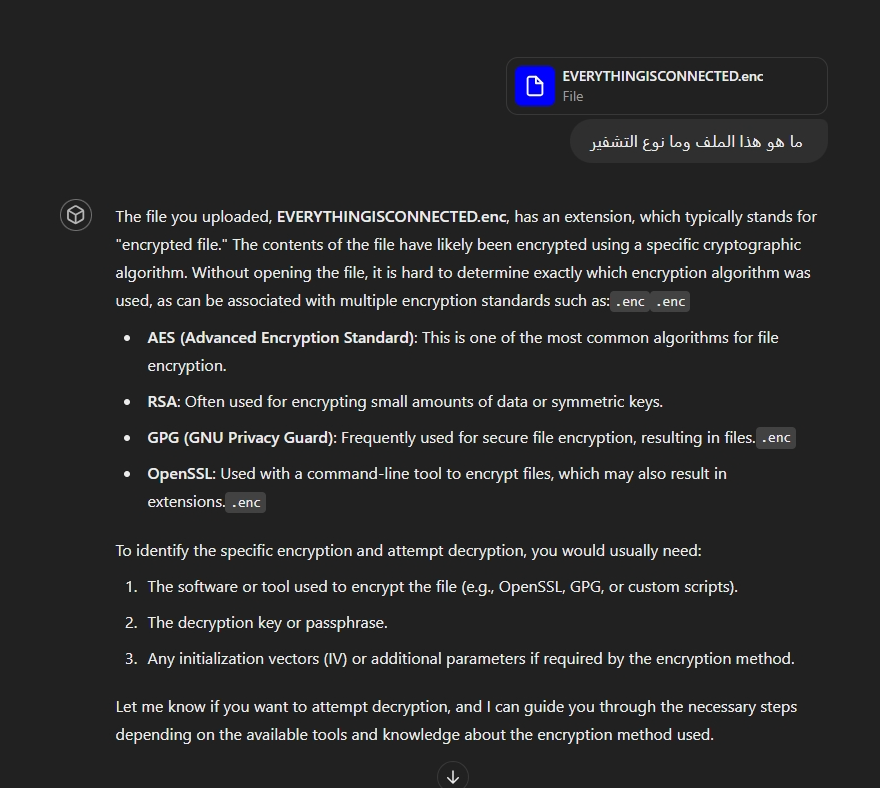 EVERYTHINGISCONNECTED.enc
File
ما هو هذا الملف وما نوع التشفير
The file you uploaded, EVERYTHINGISCONNECTED.enc, has an extension, which typically stands for
"encrypted file." The contents of the file have likely been encrypted using a specific cryptographic
algorithm. Without opening the file, it is hard to determine exactly which encryption algorithm was
used, as can be associated with multiple encryption standards such as: .enc .enc
• AES (Advanced Encryption Standard): This is one of the most common algorithms for file
encryption.
• RSA: Often used for encrypting small amounts of data or symmetric keys.
• GPG (GNU Privacy Guard): Frequently used for secure file encryption, resulting in files. .enc
• OpenSSL: Used with a command-line tool to encrypt files, which may also result in
extensions. .enc
To identify the specific encryption and attempt decryption, you would usually need:
1. The software or tool used to encrypt the file (e.g., OpenSSL, GPG, or custom scripts).
2. The decryption key or passphrase.
3. Any initialization vectors (IV) or additional parameters if required by the encryption method.
Let me know if you want to attempt decryption, and I can guide you through the necessary steps
depending on the available tools and knowledge about the encryption method used.